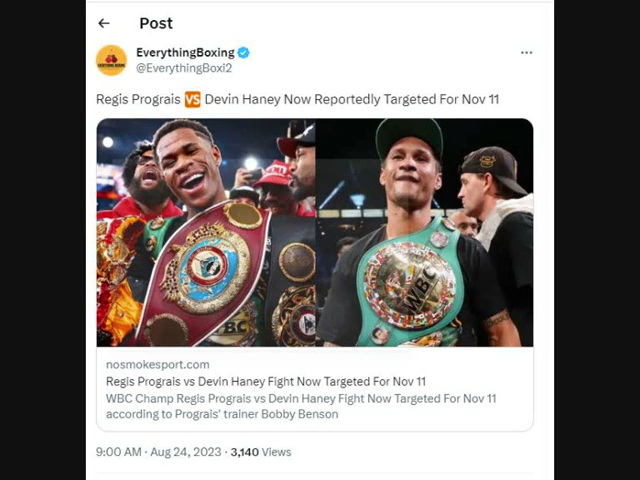 ← Post
EverythingBoxing
@EverythingBoxi2
Regis Prograis 🆚 Devin Haney Now Reportedly Targeted For Nov 11
WBC
WBC
nosmokesport.com
Regis Prograis vs Devin Haney Fight Now Targeted For Nov 11
WBC Champ Regis Prograis vs Devin Haney Fight Now Targeted For Nov 11
according to Prograis' trainer Bobby Benson
9:00 AM · Aug 24, 2023 · 3,140 Views